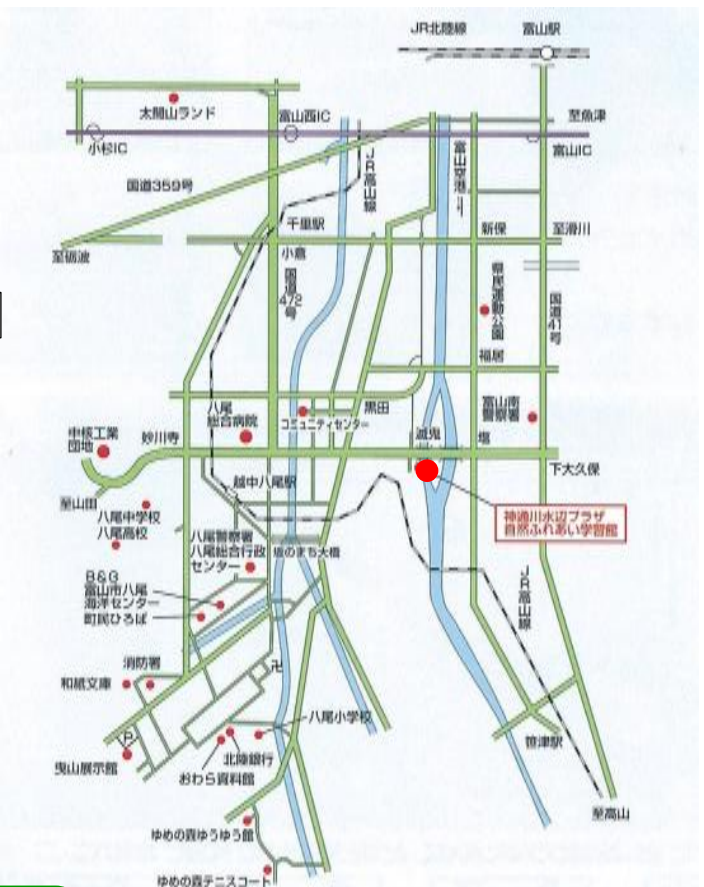 JR北陸線
富山駅
太閤山ランド
富山西IC
至魚津
小杉IC
富山IC
国道359号
JR高山線
富山空港
千里駅
新保
至滑川
至砺波
小倉
国道472号
県民運動公園
国道41号
福居
八尾
総合病院
黒田
コミュニティセンター
富山南
警察署
中核工業
団地
妙川寺
塩
越中八尾駅
下大久保
至山田
八尾中学校
八尾高校
神通川水辺プラザ
自然ふれあい学習館
八尾警察署
八尾総合行政
センター
坂のまち大橋
B&G
富山市八尾
海洋センター
町民ひろば
JR高山線
消防署
和紙文庫
卍
八尾小学校
P
曳山展示館
北陸銀行
おわら資料館
笹津駅
至高山
ゆめの森ゆうゆう館
ゆめの森テニスコート